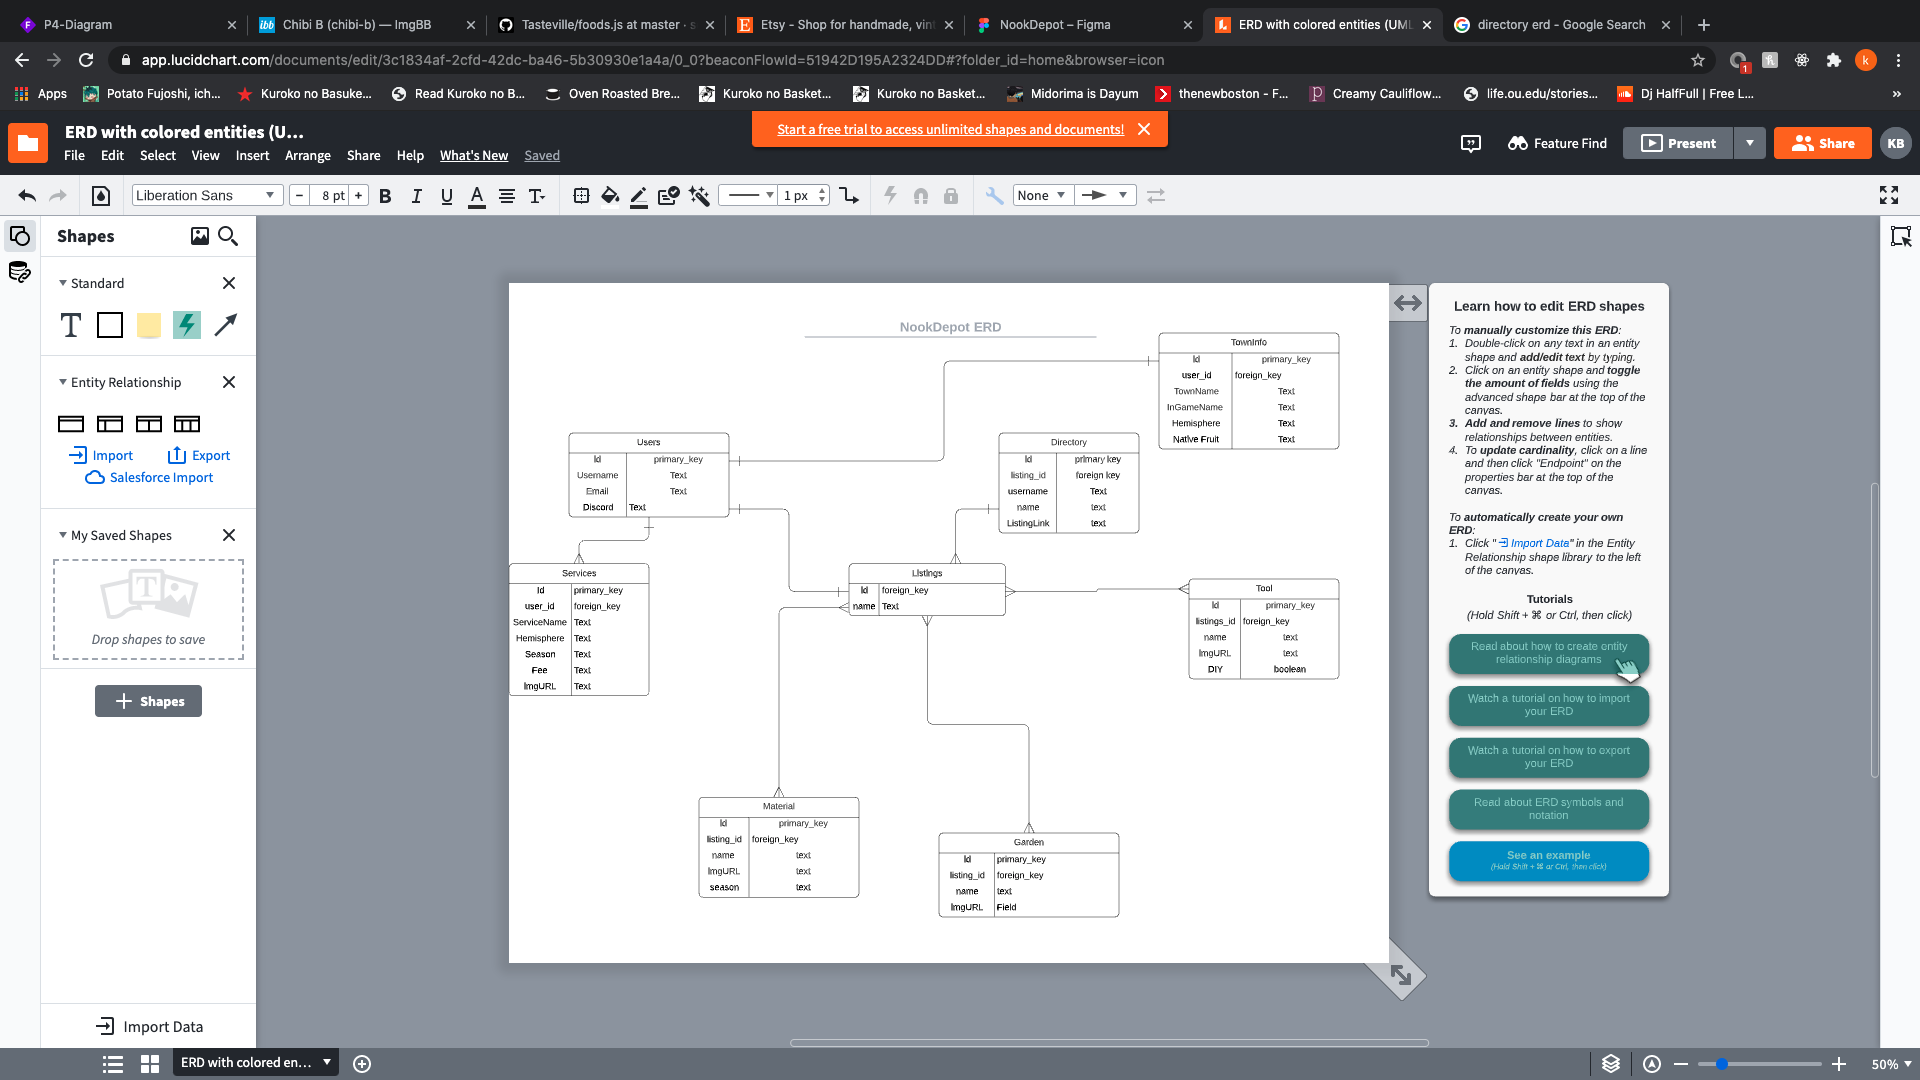 P4-Diagram
Chibi B (chibi-b) — ImgBB
Tasteville/foods.js at master · s
Etsy - Shop for handmade, vin
NookDepot – Figma
ERD with colored entities (UML
directory erd - Google Search
app.lucidchart.com/documents/edit/3c1834af-2cfd-42dc-ba46-5b30930e1a4a/0_0?beaconFlowId=51942D195A2324DD#?folder_id=home&browser=icon
1
k
Apps
Potato Fujoshi, ich...
Kuroko no Basuke...
Read Kuroko no B...
Oven Roasted Bre...
Kuroko no Basket...
Kuroko no Basket...
Midorima is Dayum
thenewboston - F...
Creamy Cauliflow...
life.ou.edu/stories...
Dj HalfFull | Free L...
»
ERD with colored entities (U...
Start a free trial to access unlimited shapes and documents!
File Edit Select View Insert Arrange Share Help What's New Saved
Feature Find
Present
Share
KB
Liberation Sans
8 pt
B I U A T
1 px
None
Shapes
Standard
T
Entity Relationship
Import Export
Salesforce Import
My Saved Shapes
Drop shapes to save
+ Shapes
Import Data
NookDepot ERD
TownInfo
Id primary_key
user_id foreign_key
TownName Text
InGameName Text
Hemisphere Text
Native Fruit Text
Users
Id primary_key
Username Text
Email Text
Discord Text
Directory
Id primary key
listing_id foreign key
username Text
name text
ListingLink text
Services
Id primary_key
user_id foreign_key
ServiceName Text
Hemisphere Text
Season Text
Fee Text
ImgURL Text
Listings
Id foreign_key
name Text
Tool
Id primary_key
listings_id foreign_key
name text
ImgURL text
DIY boolean
Material
Id primary_key
listing_id foreign_key
name text
ImgURL text
season text
Garden
Id primary_key
listing_id foreign_key
name text
ImgURL Field
Learn how to edit ERD shapes
To manually customize this ERD:
1. Double-click on any text in an entity
shape and add/edit text by typing.
2. Click on an entity shape and toggle
the amount of fields using the
advanced shape bar at the top of the
canvas.
3. Add and remove lines to show
relationships between entities.
4. To update cardinality, click on a line
and then click "Endpoint" on the
properties bar at the top of the
canvas.
To automatically create your own
ERD:
1. Click " Import Data" in the Entity
Relationship shape library to the left
of the canvas.
Tutorials
(Hold Shift + ⌘ or Ctrl, then click)
Read about how to create entity
relationship diagrams
Watch a tutorial on how to import
your ERD
Watch a tutorial on how to export
your ERD
Read about ERD symbols and
notation
See an example
(Hold Shift + ⌘ or Ctrl, then click)
ERD with colored en...
50%